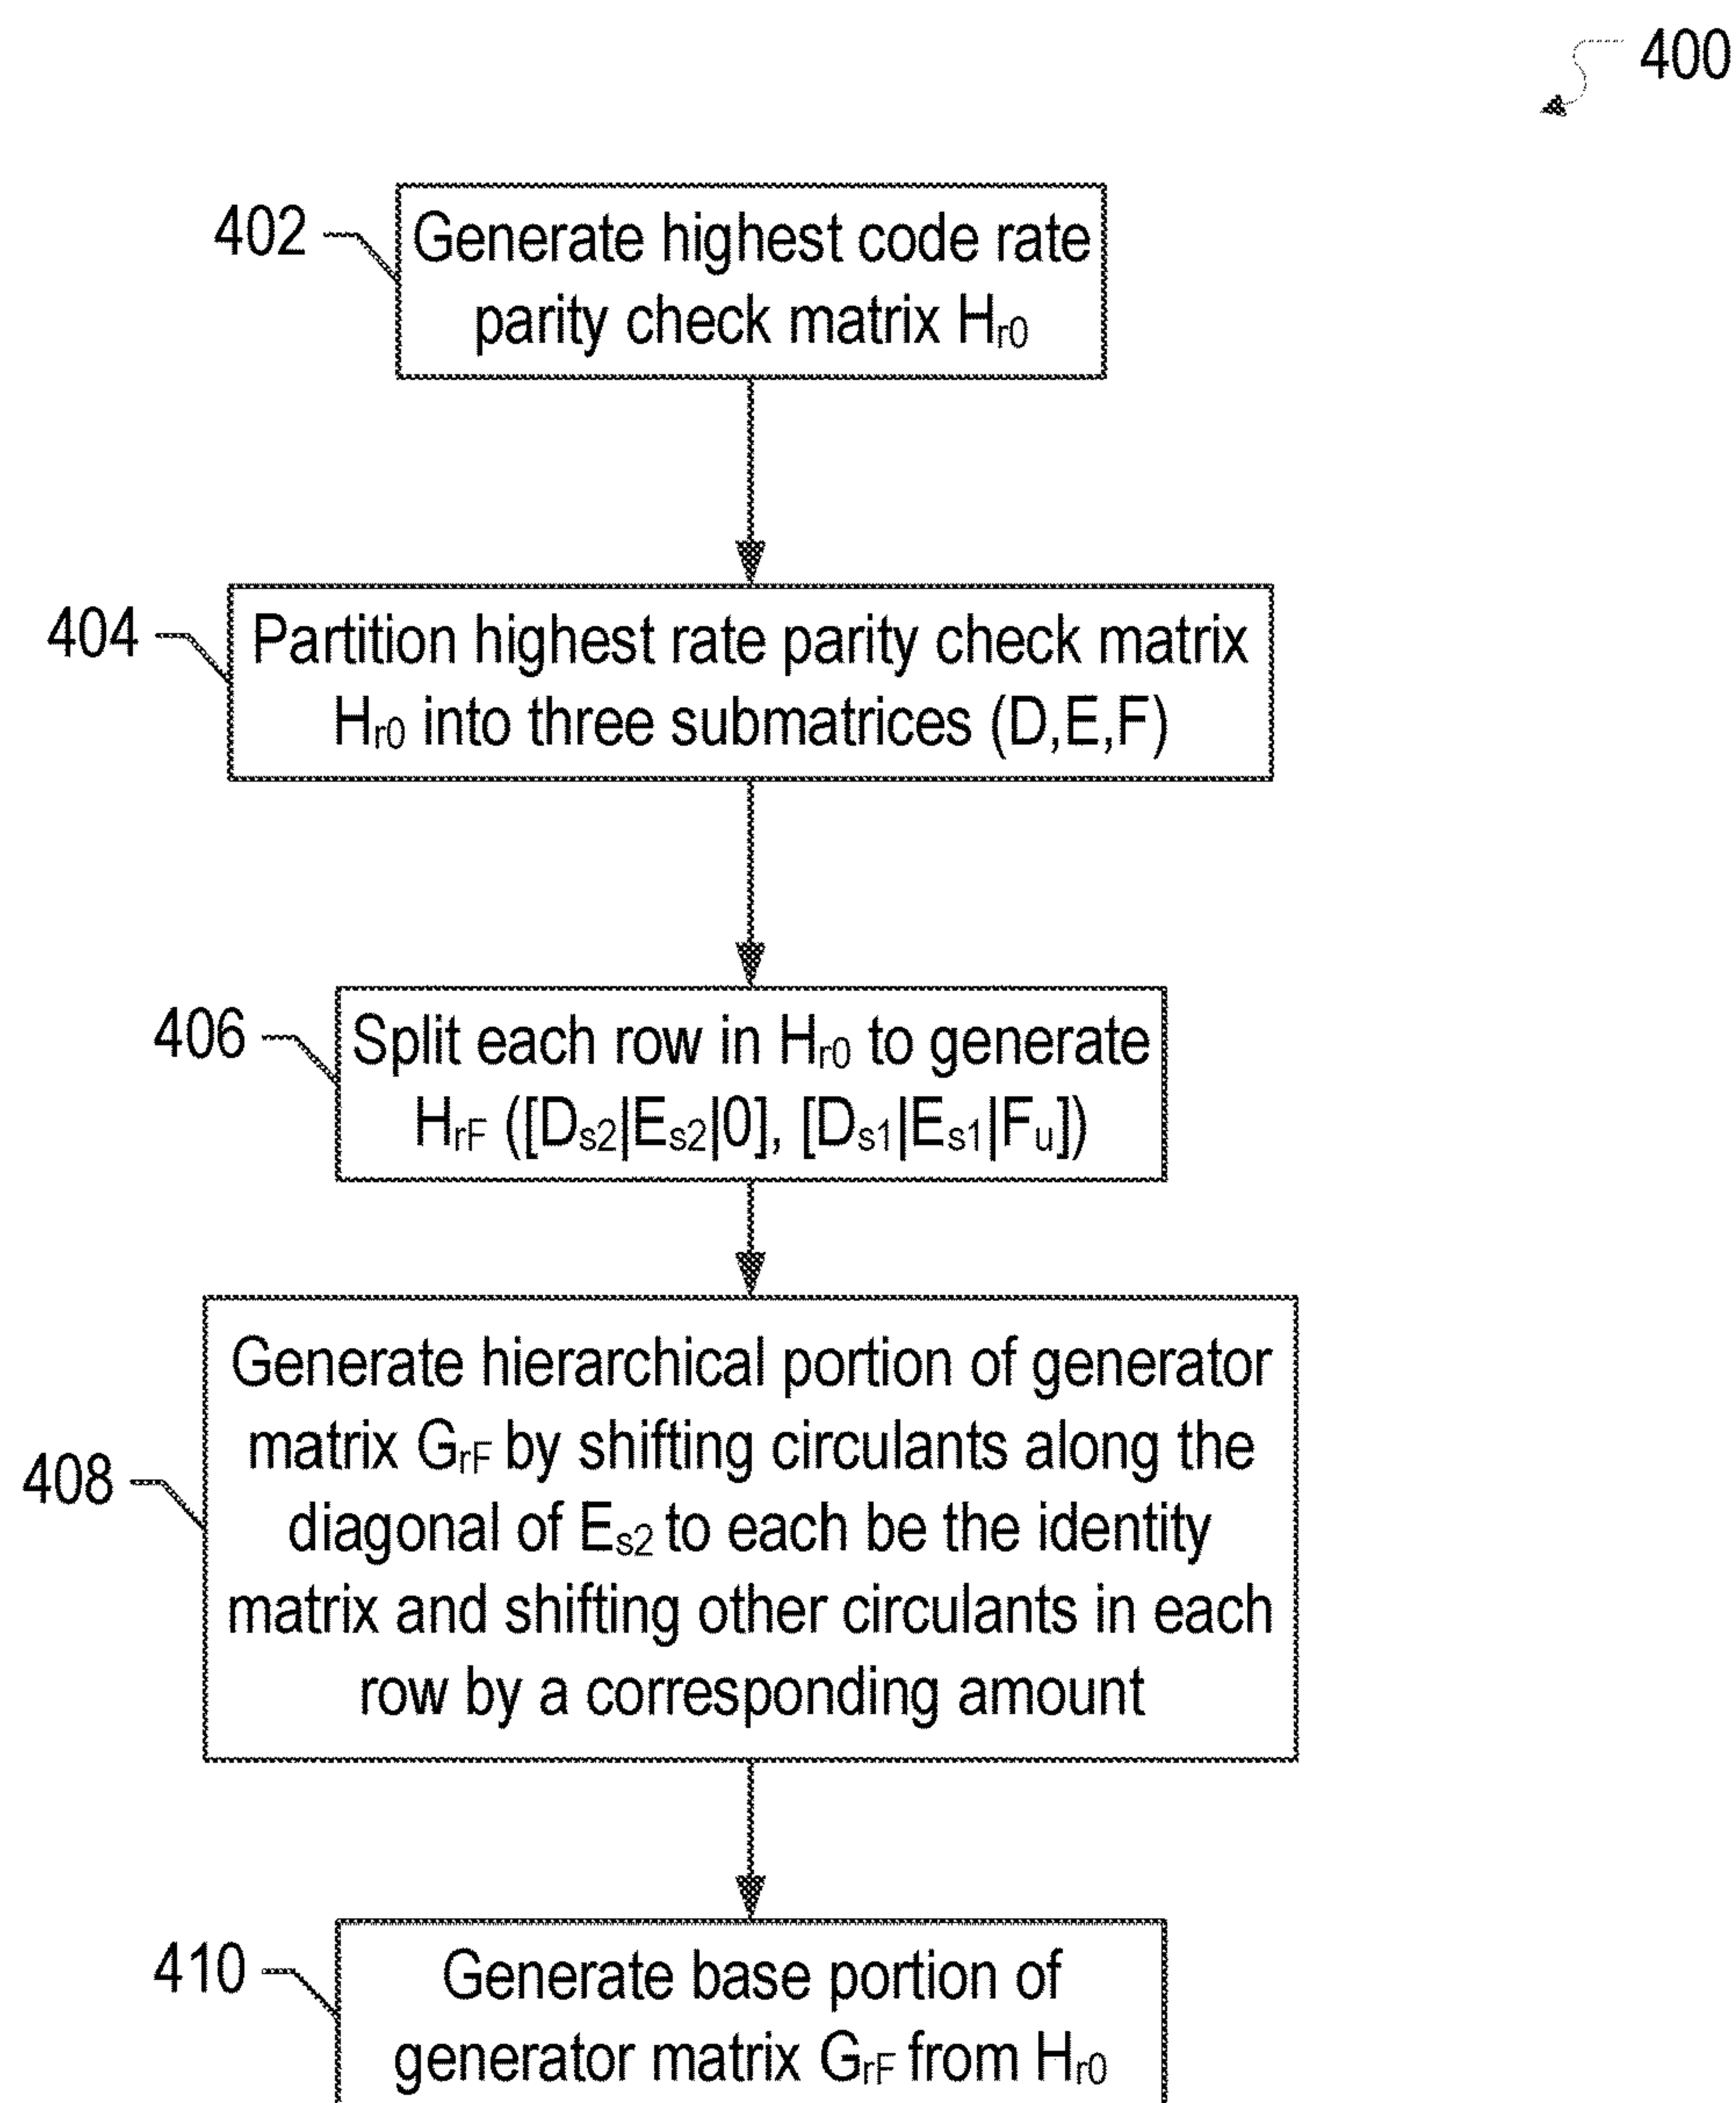 400
402
Generate highest code rate
parity check matrix Hr0
404
Partition highest rate parity check matrix
Hr0 into three submatrices (D,E,F)
406
Split each row in Hr0 to generate
HrF ([Ds2|Es2|0], [Ds1|Es1|Fu])
408
Generate hierarchical portion of generator
matrix GrF by shifting circulants along the
diagonal of Es2 to each be the identity
matrix and shifting other circulants in each
row by a corresponding amount
410
Generate base portion of
generator matrix GrF from Hr0